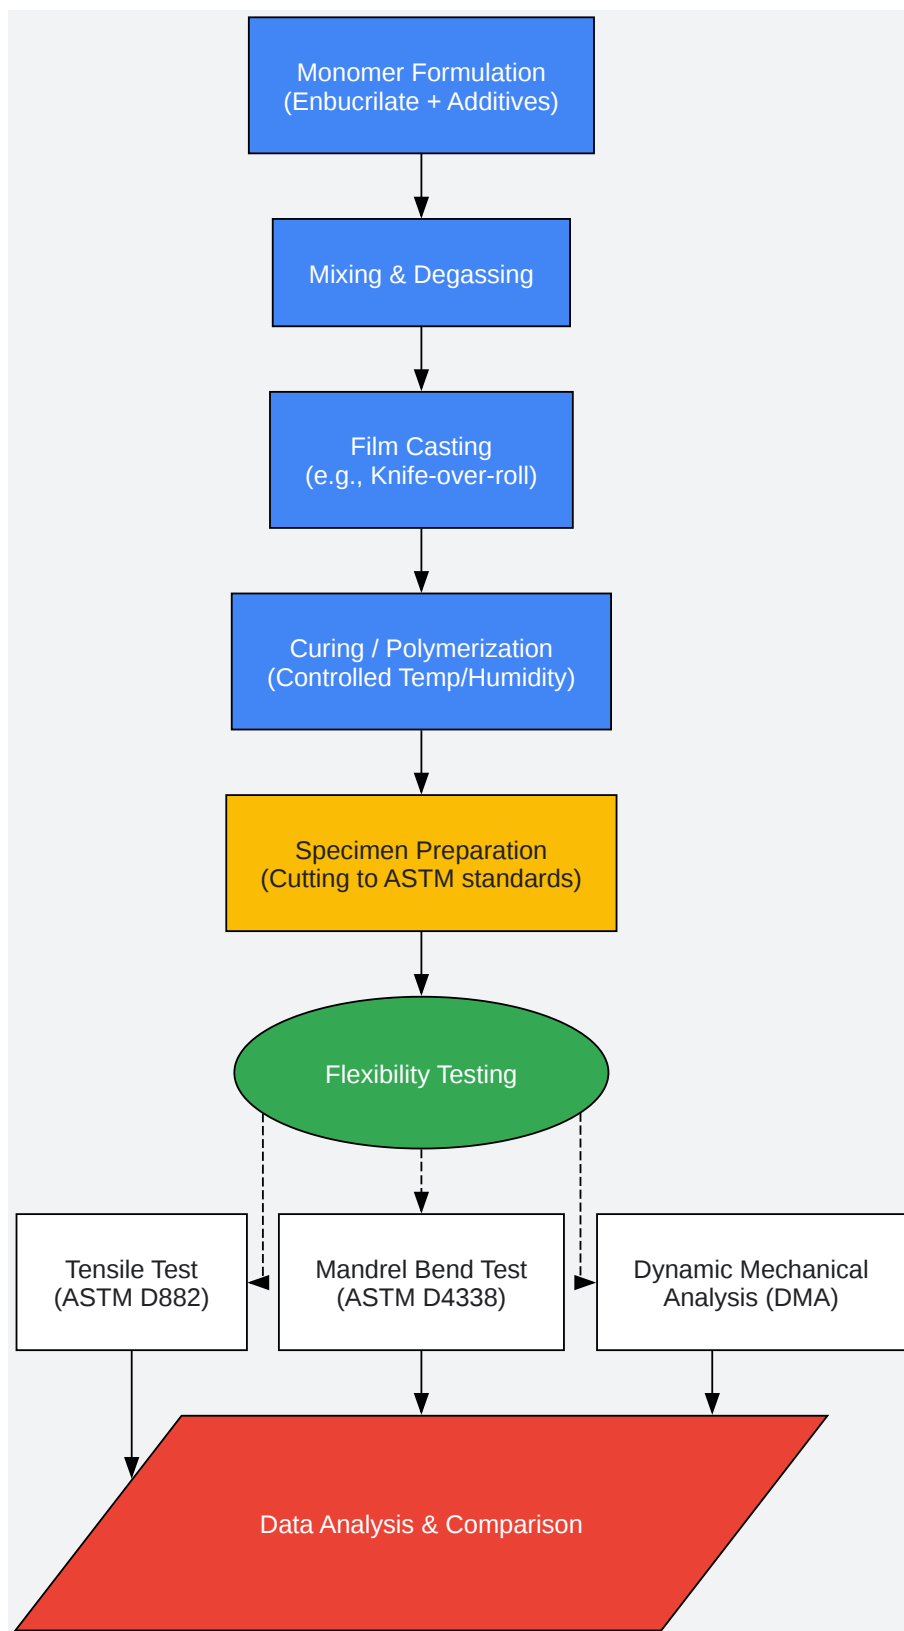 Monomer Formulation
(Enbucrilate + Additives)
Mixing & Degassing
Film Casting
(e.g., Knife-over-roll)
Curing / Polymerization
(Controlled Temp/Humidity)
Specimen Preparation
(Cutting to ASTM standards)
Flexibility Testing
Tensile Test
(ASTM D882)
Mandrel Bend Test
(ASTM D4338)
Dynamic Mechanical
Analysis (DMA)
Data Analysis & Comparison